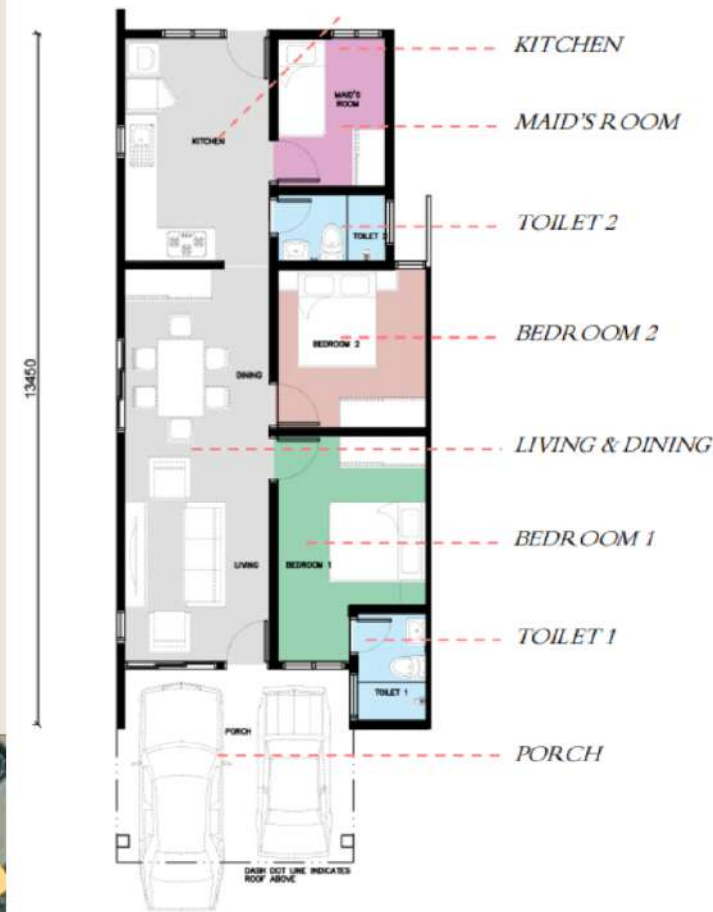 KITCHEN
MAID'S ROOM
TOILET 2
BEDROOM 2
LIVING & DINING
BEDROOM 1
TOILET 1
PORCH
13450
MAID'S
ROOM
KITCHEN
TOILET 2
BEDROOM 2
DINING
LIVING
BEDROOM 1
TOILET 1
PORCH
DASH DOT LINE INDICATES
ROOF ABOVE